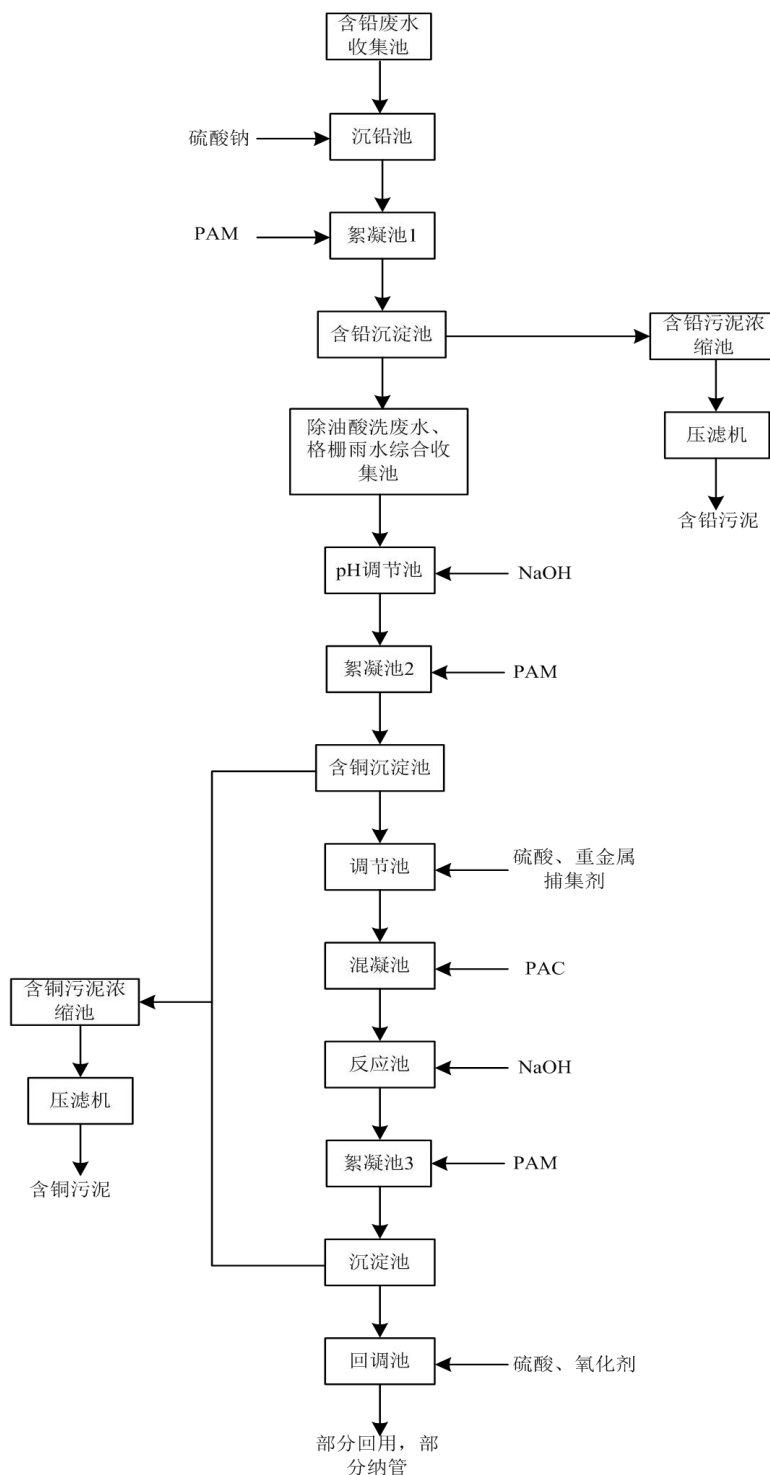 含铅废水
收集池
硫酸钠
沉铅池
PAM
絮凝池1
含铅沉淀池
含铅污泥浓
缩池
除油酸洗废水、
格栅雨水综合收
集池
压滤机
含铅污泥
pH调节池
NaOH
絮凝池2
PAM
含铜沉淀池
调节池
硫酸、重金属
捕集剂
混凝池
PAC
含铜污泥浓
缩池
反应池
NaOH
压滤机
絮凝池3
PAM
含铜污泥
沉淀池
回调池
硫酸、氧化剂
部分回用，部
分纳管